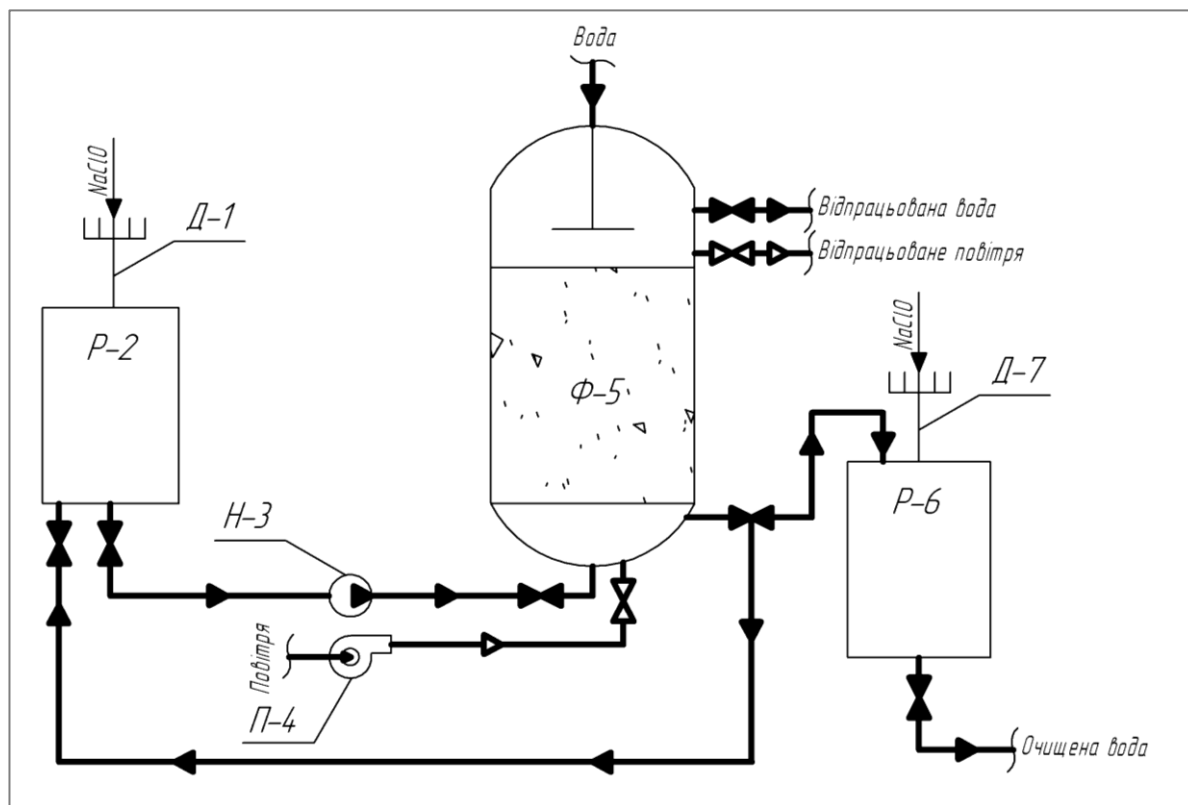 Вода
NaClO
Д-1
Відпрацьована вода
Відпрацьоване повітря
Р-2
NaClO
Ф-5
Д-7
Н-3
Р-6
Повітря
П-4
Очищена вода